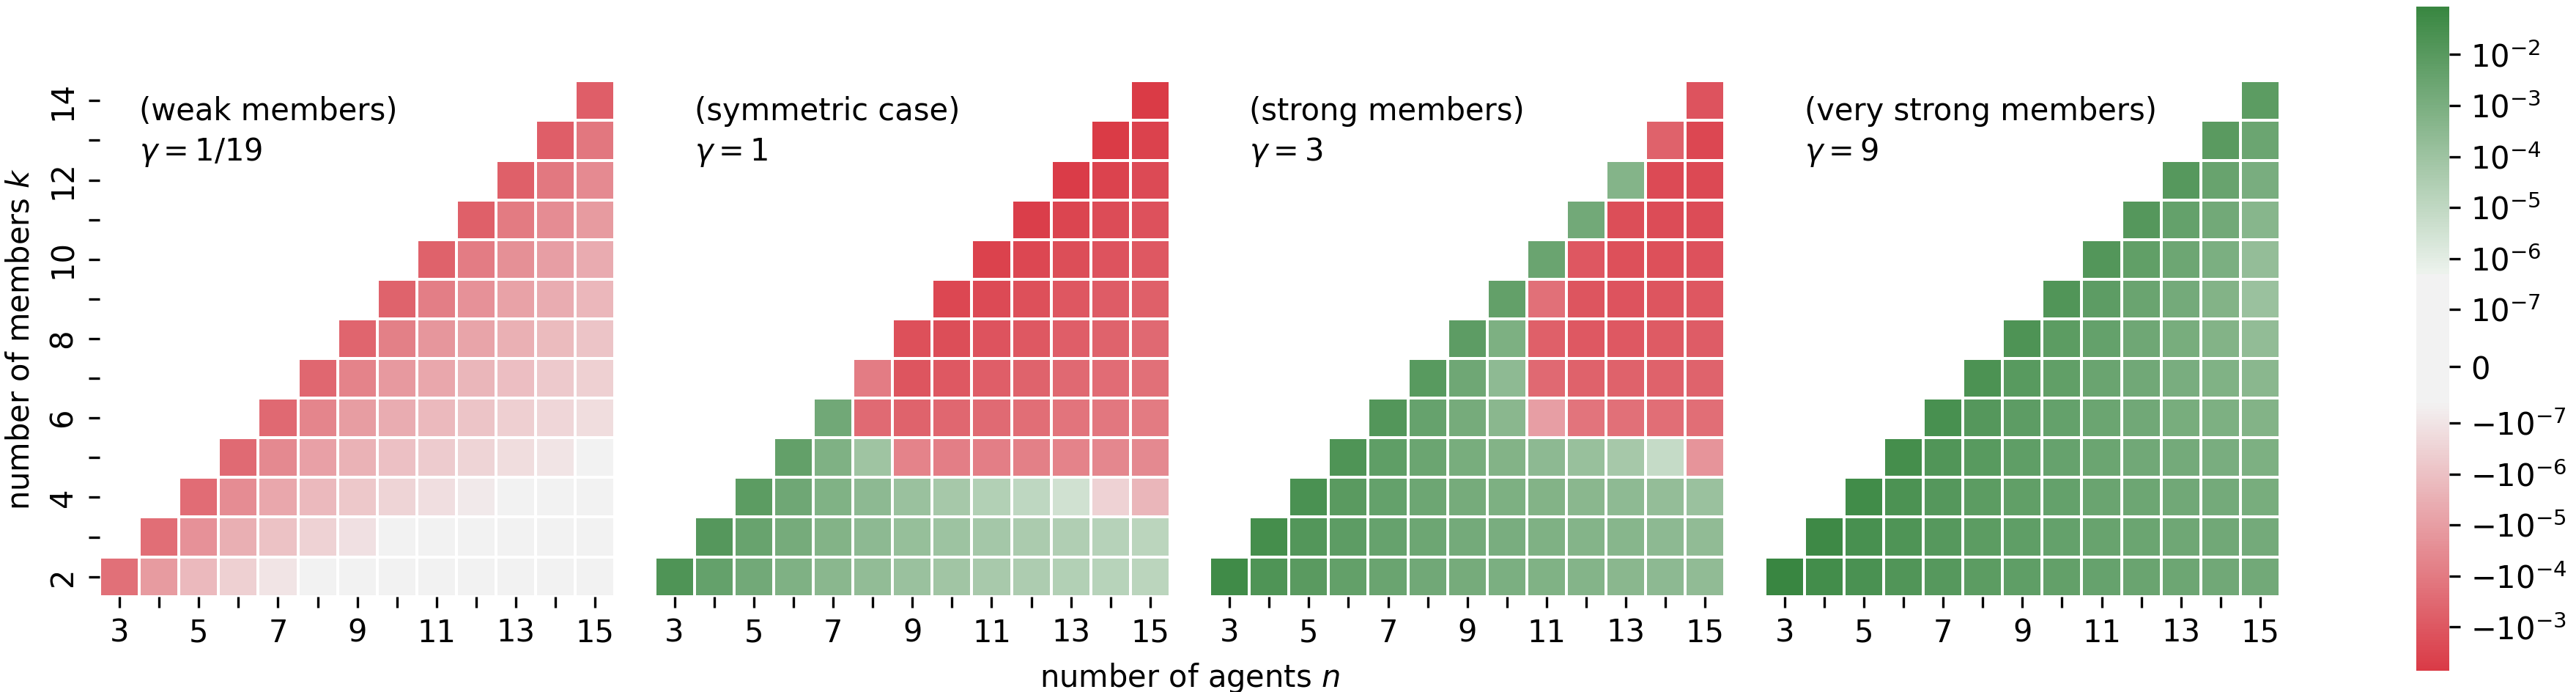 number of members k
14
12
10
8
6
4
2
(weak members)
γ = 1/19
3 5 7 9 11 13 15
(symmetric case)
γ = 1
3 5 7 9 11 13 15
(strong members)
γ = 3
3 5 7 9 11 13 15
(very strong members)
γ = 9
3 5 7 9 11 13 15
number of agents n
10⁻²
10⁻³
10⁻⁴
10⁻⁵
10⁻⁶
10⁻⁷
0
−10⁻⁷
−10⁻⁶
−10⁻⁵
−10⁻⁴
−10⁻³